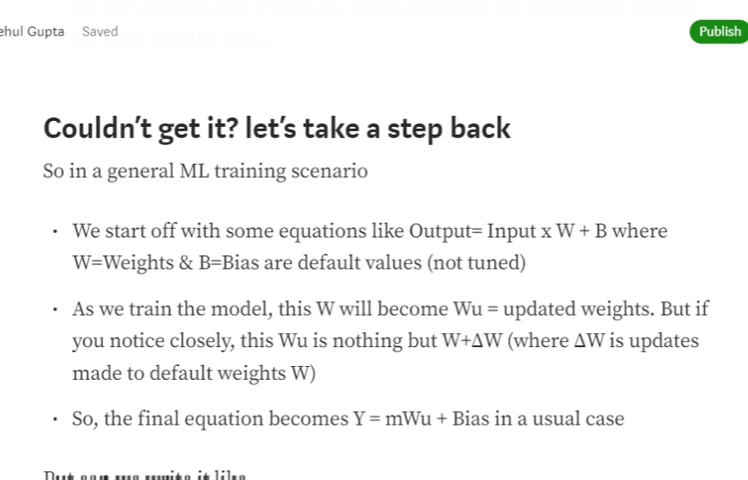 ehul Gupta Saved Publish
Couldn't get it? let's take a step back
So in a general ML training scenario
• We start off with some equations like Output= Input x W + B where
W=Weights & B=Bias are default values (not tuned)
• As we train the model, this W will become Wu = updated weights. But if
you notice closely, this Wu is nothing but W+ΔW (where ΔW is updates
made to default weights W)
• So, the final equation becomes Y = mWu + Bias in a usual case